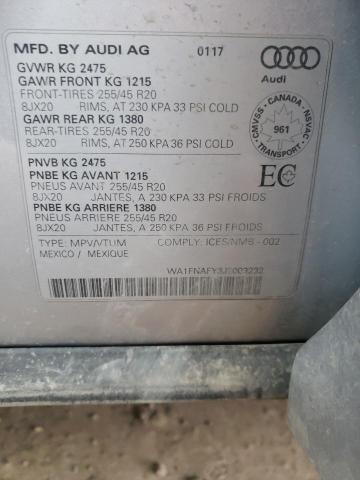 MFD. BY AUDI AG 0117
Audi
GVWR KG 2475
GAWR FRONT KG 1215
FRONT-TIRES 255/45 R20
8JX20 RIMS, AT 230 KPA 33 PSI COLD
GAWR REAR KG 1380
REAR-TIRES 255/45 R20
8JX20 RIMS, AT 250 KPA 36 PSI COLD
CMVSS - CANADA - NSVAC
961
TRANSPORT
PNVB KG 2475
PNBE KG AVANT 1215
PNEUS AVANT 255/45 R20
8JX20 JANTES, A 230 KPA 33 PSI FROIDS
PNBE KG ARRIERE 1380
PNEUS ARRIERE 255/45 R20
8JX20 JANTES, A 250 KPA 36 PSI FROIDS
EC
TYPE: MPV/VTUM COMPLY: ICES/NMB - 002
MEXICO / MEXIQUE